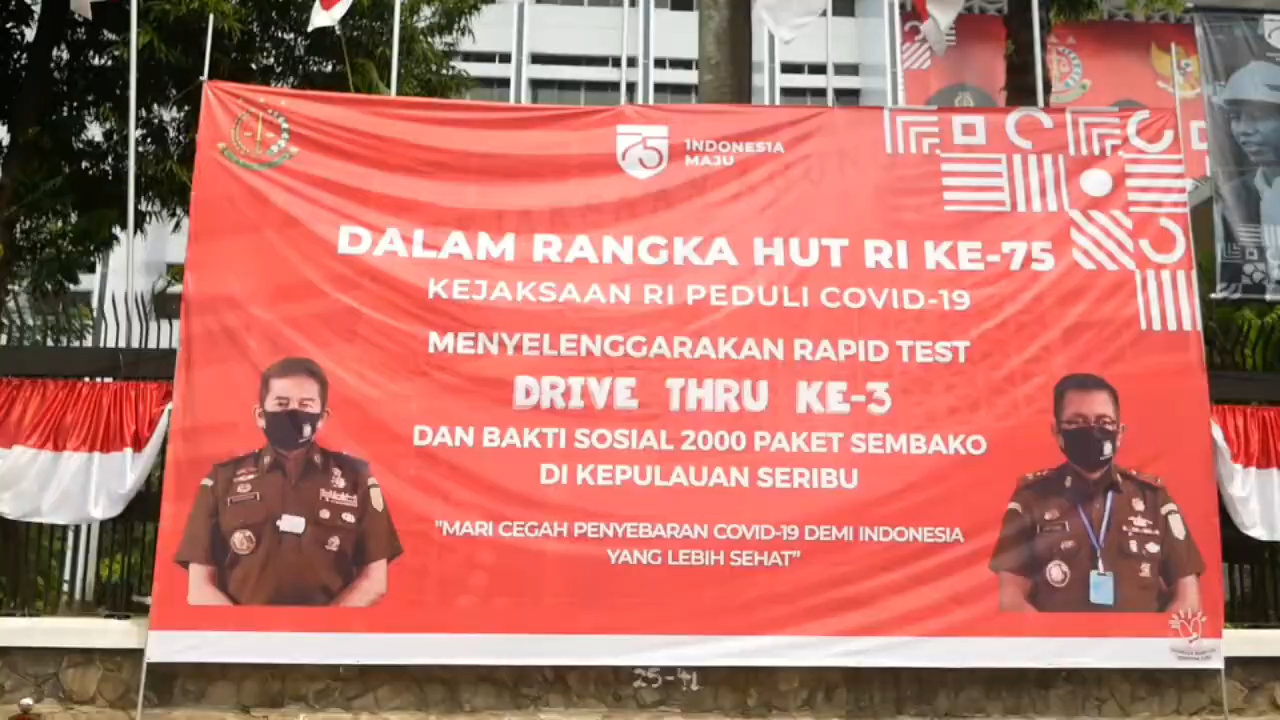 75 INDONESIA
MAJU
DALAM RANGKA HUT RI KE-75
KEJAKSAAN RI PEDULI COVID-19
MENYELENGGARAKAN RAPID TEST
DRIVE THRU KE-3
DAN BAKTI SOSIAL 2000 PAKET SEMBAKO
DI KEPULAUAN SERIBU
"MARI CEGAH PENYEBARAN COVID-19 DEMI INDONESIA
YANG LEBIH SEHAT"